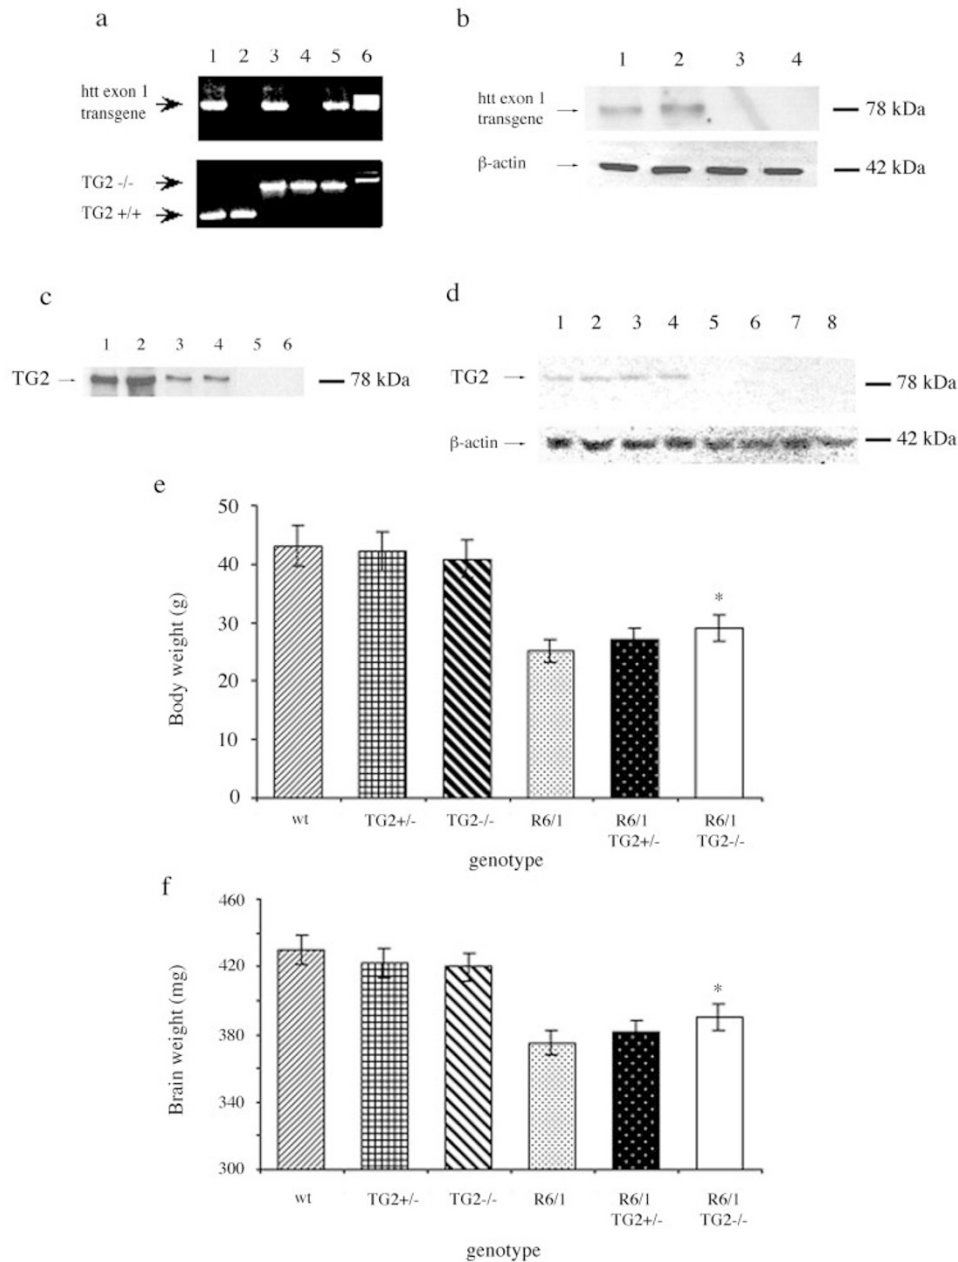 a
1 2 3 4 5 6
htt exon 1
transgene
TG2 -/-
TG2 +/+
b
1 2 3 4
htt exon 1
transgene
78 kDa
β-actin
42 kDa
c
1 2 3 4 5 6
TG2
78 kDa
d
1 2 3 4 5 6 7 8
TG2
78 kDa
β-actin
42 kDa
e
50
40
30
20
10
0
Body weight (g)
*
wt TG2+/- TG2-/- R6/1 R6/1 R6/1
TG2+/- TG2-/-
genotype
f
460
420
380
340
300
Brain weight (mg)
*
wt TG2+/- TG2-/- R6/1 R6/1 R6/1
TG2+/- TG2-/-
genotype